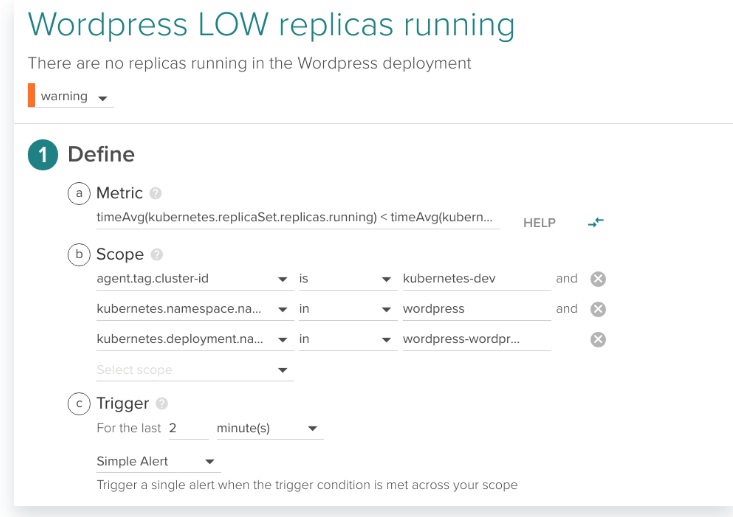 Wordpress LOW replicas running
There are no replicas running in the Wordpress deployment
warning
1 Define
a Metric ?
timeAvg(kubernetes.replicaSet.replicas.running) < timeAvg(kubern... HELP
b Scope ?
agent.tag.cluster-id is kubernetes-dev and
kubernetes.namespace.na... in wordpress and
kubernetes.deployment.na... in wordpress-wordpr...
Select scope
c Trigger ?
For the last 2 minute(s)
Simple Alert
Trigger a single alert when the trigger condition is met across your scope